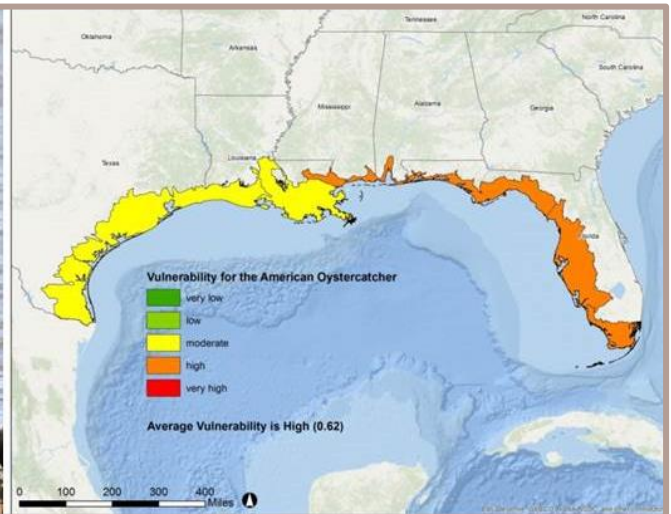 Tennessee
North Carolina
Oklahoma
Arkansas
South Carolina
Mississippi
Alabama
Georgia
Texas
Louisiana
Florida
Vulnerability for the American Oystercatcher
very low
low
moderate
high
very high
Average Vulnerability is High (0.62)
0 100 200 300 400
Miles